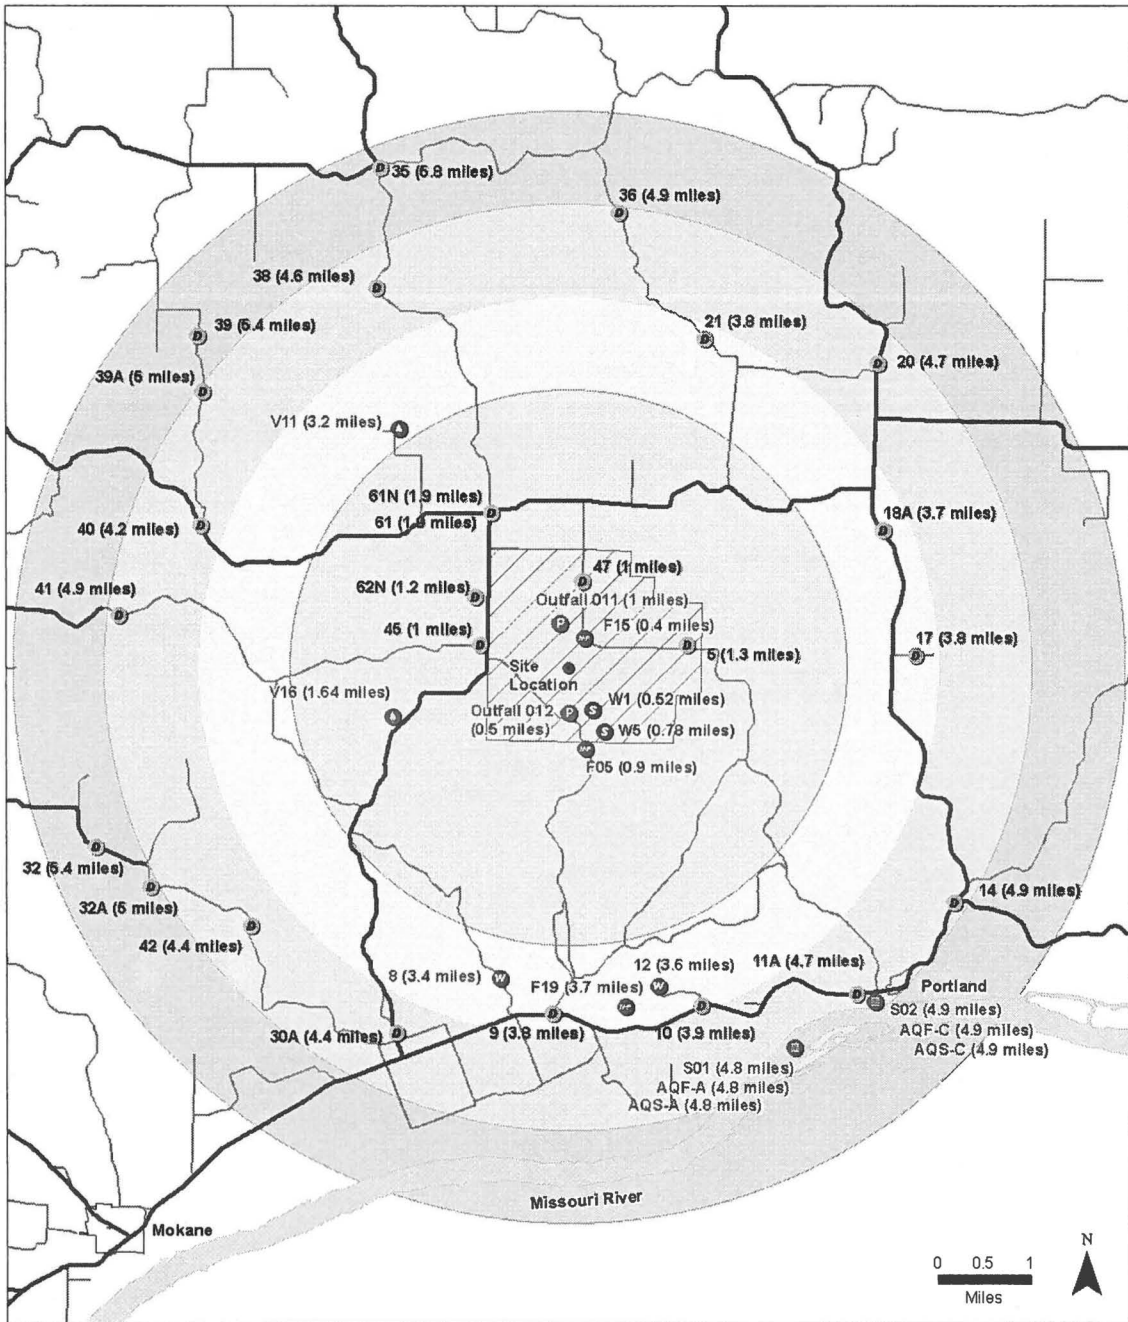 35 (5.8 miles)
36 (4.9 miles)
38 (4.6 miles)
39 (5.4 miles)
21 (3.8 miles)
20 (4.7 miles)
39A (5 miles)
V11 (3.2 miles)
61N (1.9 miles)
61 (1.9 miles)
18A (3.7 miles)
40 (4.2 miles)
47 (1 miles)
41 (4.9 miles)
62N (1.2 miles)
Outfall 011 (1 miles)
F15 (0.4 miles)
45 (1 miles)
17 (3.8 miles)
5 (1.3 miles)
Site
Location
V16 (1.64 miles)
W1 (0.52 miles)
Outfall 012
(0.5 miles)
W5 (0.78 miles)
F05 (0.9 miles)
32 (5.4 miles)
14 (4.9 miles)
32A (5 miles)
42 (4.4 miles)
8 (3.4 miles)
12 (3.6 miles)
11A (4.7 miles)
F19 (3.7 miles)
Portland
S02 (4.9 miles)
AQF-C (4.9 miles)
AQS-C (4.9 miles)
30A (4.4 miles)
9 (3.8 miles)
10 (3.9 miles)
S01 (4.8 miles)
AQF-A (4.8 miles)
AQS-A (4.8 miles)
Missouri River
Mokane
N
0 0.5 1
Miles